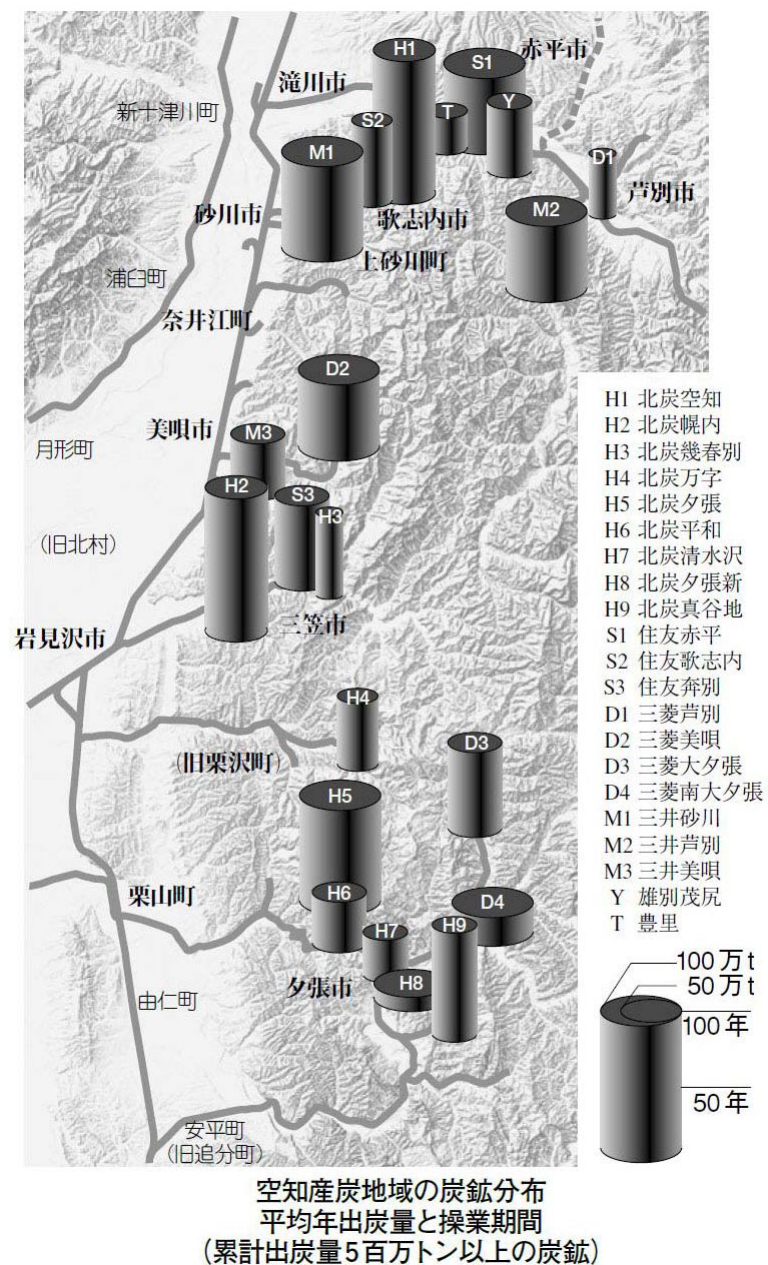 H1
S1
赤平市
滝川市
新十津川町
S2
T
Y
M1
D1
芦別市
砂川市
歌志内市
M2
上砂川町
浦臼町
奈井江町
D2
美唄市
M3
月形町
H2
S3
H3
(旧北村)
三笠市
岩見沢市
H4
(旧栗沢町)
D3
H5
栗山町
H6
D4
H7
H9
夕張市
H8
由仁町
安平町
(旧追分町)
H1 北炭空知
H2 北炭幌内
H3 北炭幾春別
H4 北炭万字
H5 北炭夕張
H6 北炭平和
H7 北炭清水沢
H8 北炭夕張新
H9 北炭真谷地
S1 住友赤平
S2 住友歌志内
S3 住友奔別
D1 三菱芦別
D2 三菱美唄
D3 三菱大夕張
D4 三菱南大夕張
M1 三井砂川
M2 三井芦別
M3 三井美唄
Y 雄別茂尻
T 豊里
100万t
50万t
100年
50年
空知産炭地域の炭鉱分布
平均年出炭量と操業期間
(累計出炭量5百万トン以上の炭鉱)